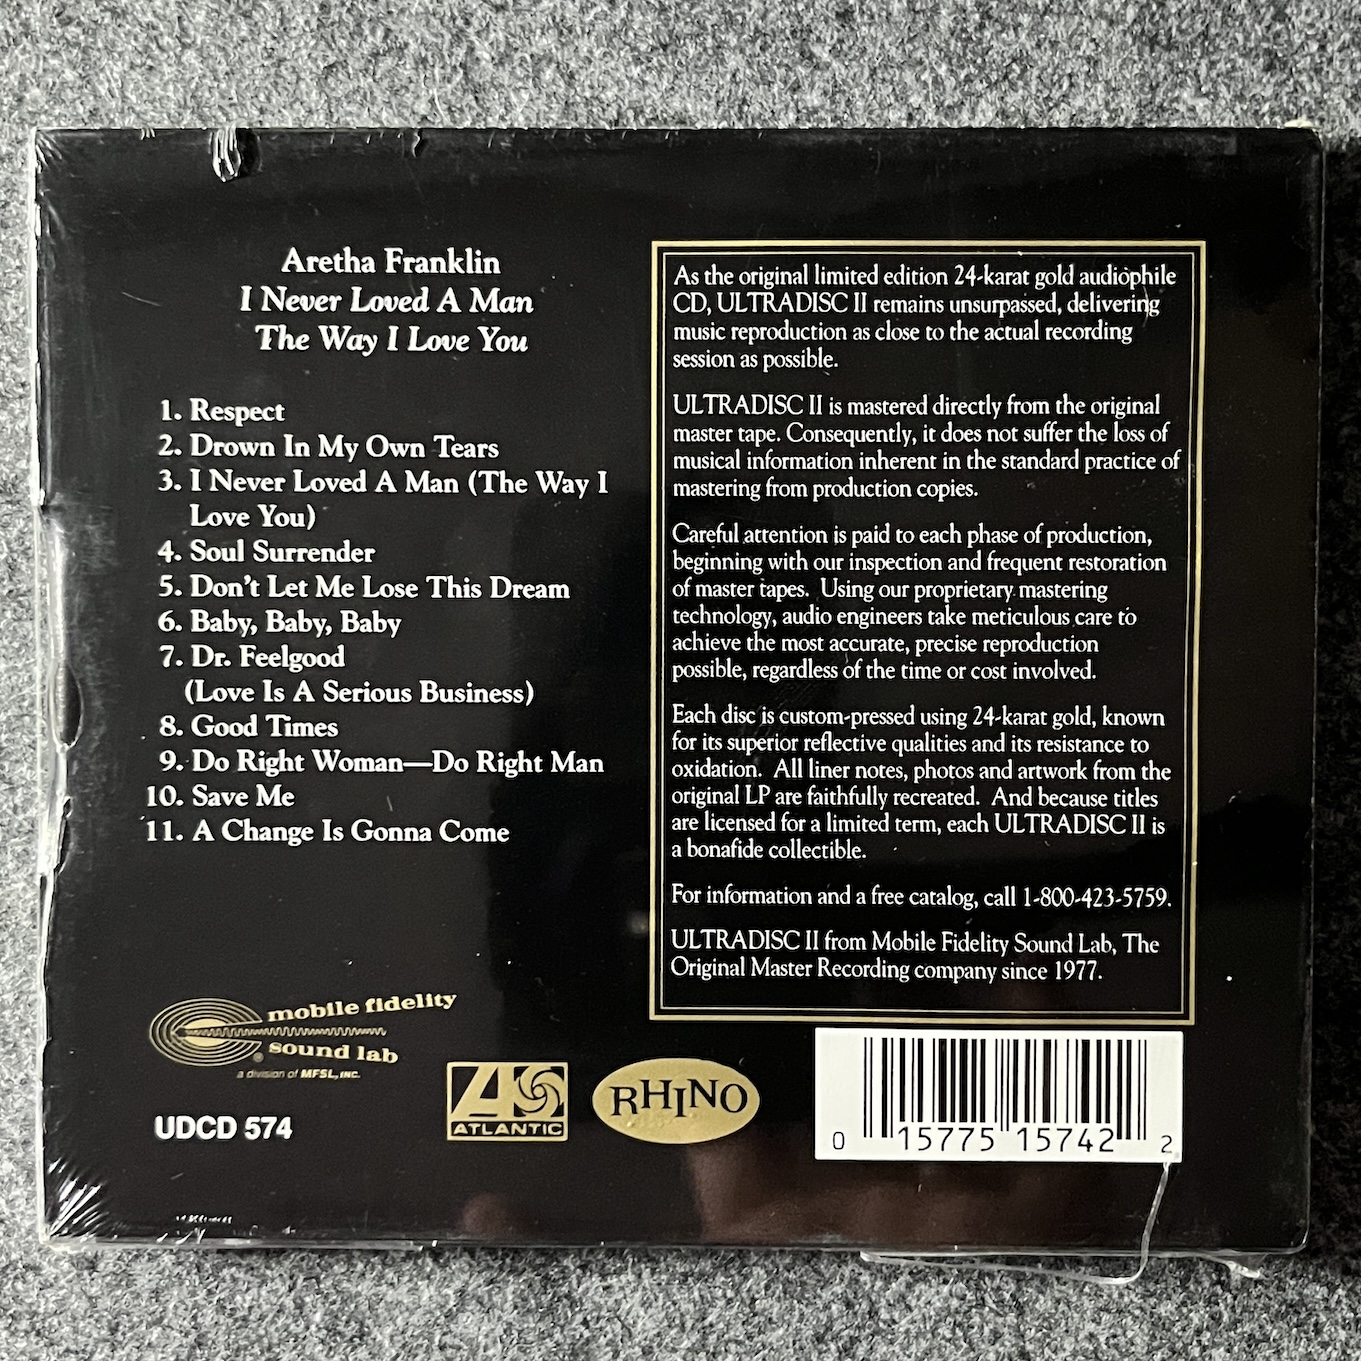 Aretha Franklin
I Never Loved A Man
The Way I Love You
1. Respect
2. Drown In My Own Tears
3. I Never Loved A Man (The Way I
Love You)
4. Soul Surrender
5. Don't Let Me Lose This Dream
6. Baby, Baby, Baby
7. Dr. Feelgood
(Love Is A Serious Business)
8. Good Times
9. Do Right Woman—Do Right Man
10. Save Me
11. A Change Is Gonna Come
As the original limited edition 24-karat gold audiophile
CD, ULTRADISC II remains unsurpassed, delivering
music reproduction as close to the actual recording
session as possible.
ULTRADISC II is mastered directly from the original
master tape. Consequently, it does not suffer the loss of
musical information inherent in the standard practice of
mastering from production copies.
Careful attention is paid to each phase of production,
beginning with our inspection and frequent restoration
of master tapes. Using our proprietary mastering
technology, audio engineers take meticulous care to
achieve the most accurate, precise reproduction
possible, regardless of the time or cost involved.
Each disc is custom-pressed using 24-karat gold, known
for its superior reflective qualities and its resistance to
oxidation. All liner notes, photos and artwork from the
original LP are faithfully recreated. And because titles
are licensed for a limited term, each ULTRADISC II is
a bonafide collectible.
For information and a free catalog, call 1-800-423-5759.
ULTRADISC II from Mobile Fidelity Sound Lab, The
Original Master Recording company since 1977.
mobile fidelity
® sound lab
a division of MFSL, INC.
UDCD 574
ATLANTIC
RHINO
0 15775 15742 2